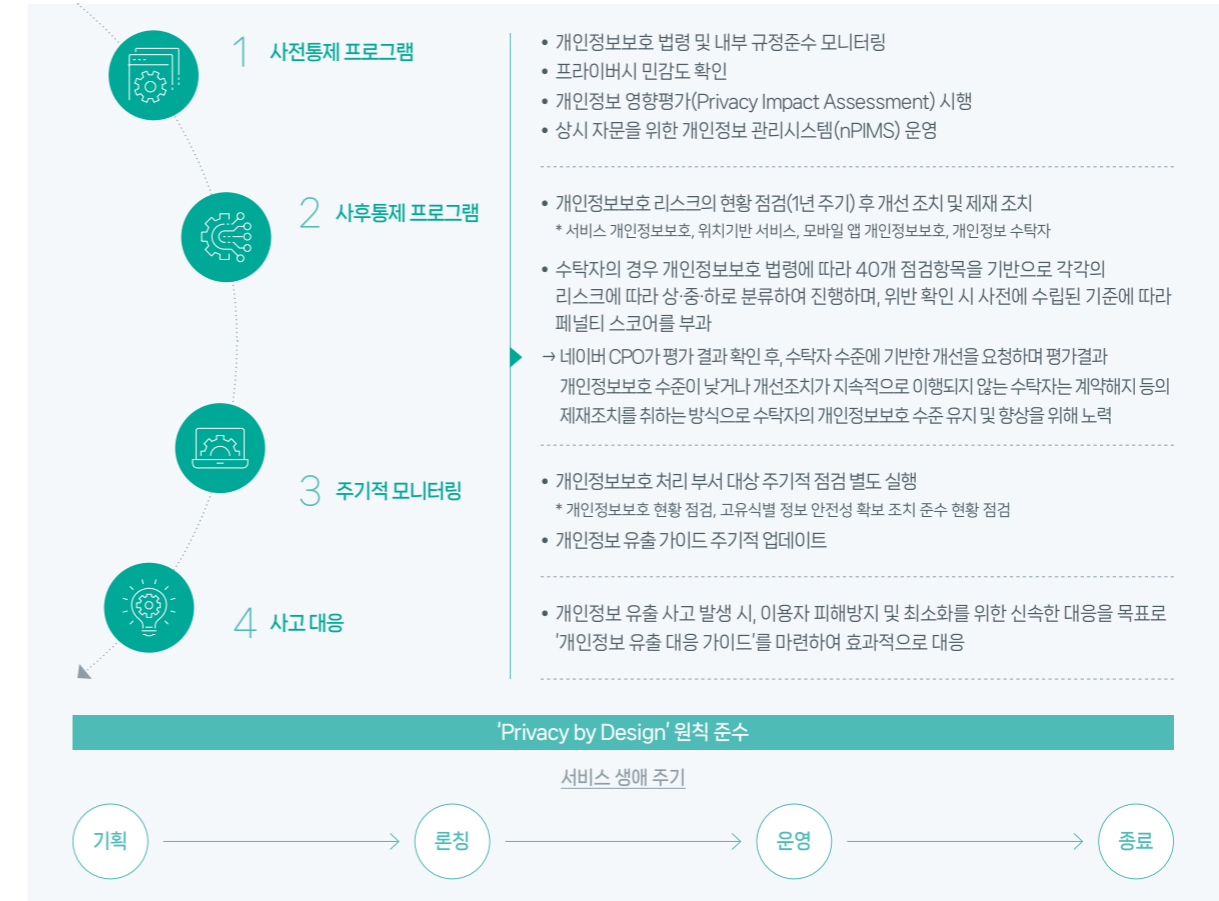 1 사전통제 프로그램
• 개인정보보호 법령 및 내부 규정준수 모니터링
• 프라이버시 민감도 확인
• 개인정보 영향평가(Privacy Impact Assessment) 시행
• 상시 자문을 위한 개인정보 관리시스템(nPIMS) 운영
2 사후통제 프로그램
• 개인정보보호 리스크의 현황 점검(1년 주기) 후 개선 조치 및 제재 조치
* 서비스 개인정보보호, 위치기반 서비스, 모바일 앱 개인정보보호, 개인정보 수탁자
• 수탁자의 경우 개인정보보호 법령에 따라 40개 점검항목을 기반으로 각각의
리스크에 따라 상·중·하로 분류하여 진행하며, 위반 확인 시 사전에 수립된 기준에 따라
페널티 스코어를 부과
→ 네이버 CPO가 평가 결과 확인 후, 수탁자 수준에 기반한 개선을 요청하며 평가결과
개인정보보호 수준이 낮거나 개선조치가 지속적으로 이행되지 않는 수탁자는 계약해지 등의
제재조치를 취하는 방식으로 수탁자의 개인정보보호 수준 유지 및 향상을 위해 노력
3 주기적 모니터링
• 개인정보보호 처리 부서 대상 주기적 점검 별도 실행
* 개인정보보호 현황 점검, 고유식별 정보 안전성 확보 조치 준수 현황 점검
• 개인정보 유출 가이드 주기적 업데이트
4 사고 대응
• 개인정보 유출 사고 발생 시, 이용자 피해방지 및 최소화를 위한 신속한 대응을 목표로
'개인정보 유출 대응 가이드'를 마련하여 효과적으로 대응
'Privacy by Design' 원칙 준수
서비스 생애 주기
기획
론칭
운영
종료